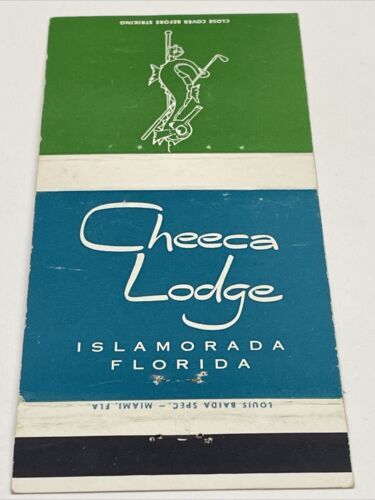 CLOSE COVER BEFORE STRIKING
Cheeca
Lodge
ISLAMORADA
FLORIDA
LOUIS BAIDA SPEC. — MIAMI, FLA